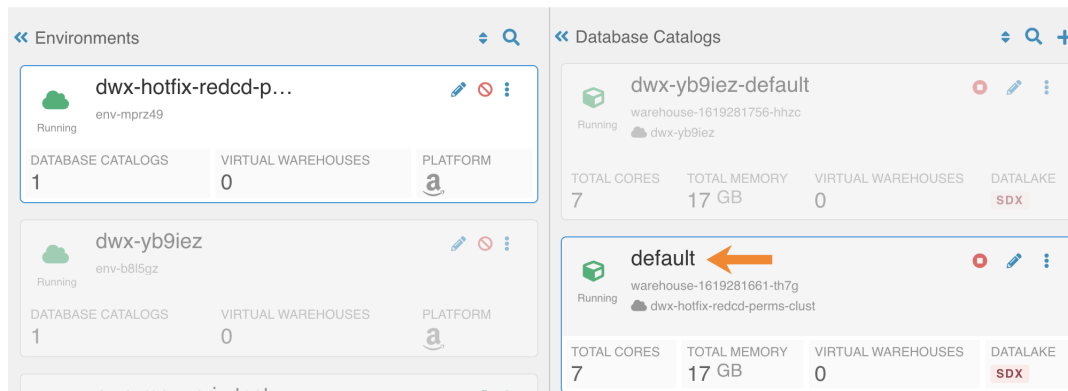 Environments
dwx-hotfix-redcd-p...
env-mprz49
Running
DATABASE CATALOGS VIRTUAL WAREHOUSES PLATFORM
1 0
dwx-yb9iez
env-b8l5gz
Running
DATABASE CATALOGS VIRTUAL WAREHOUSES PLATFORM
1 0
Database Catalogs
dwx-yb9iez-default
warehouse-1619281756-hhzc
Running
dwx-yb9iez
TOTAL CORES TOTAL MEMORY VIRTUAL WAREHOUSES DATALAKE
7 17 GB 0 SDX
default
warehouse-1619281661-th7g
Running
dwx-hotfix-redcd-perms-clust
TOTAL CORES TOTAL MEMORY VIRTUAL WAREHOUSES DATALAKE
7 17 GB 0 SDX